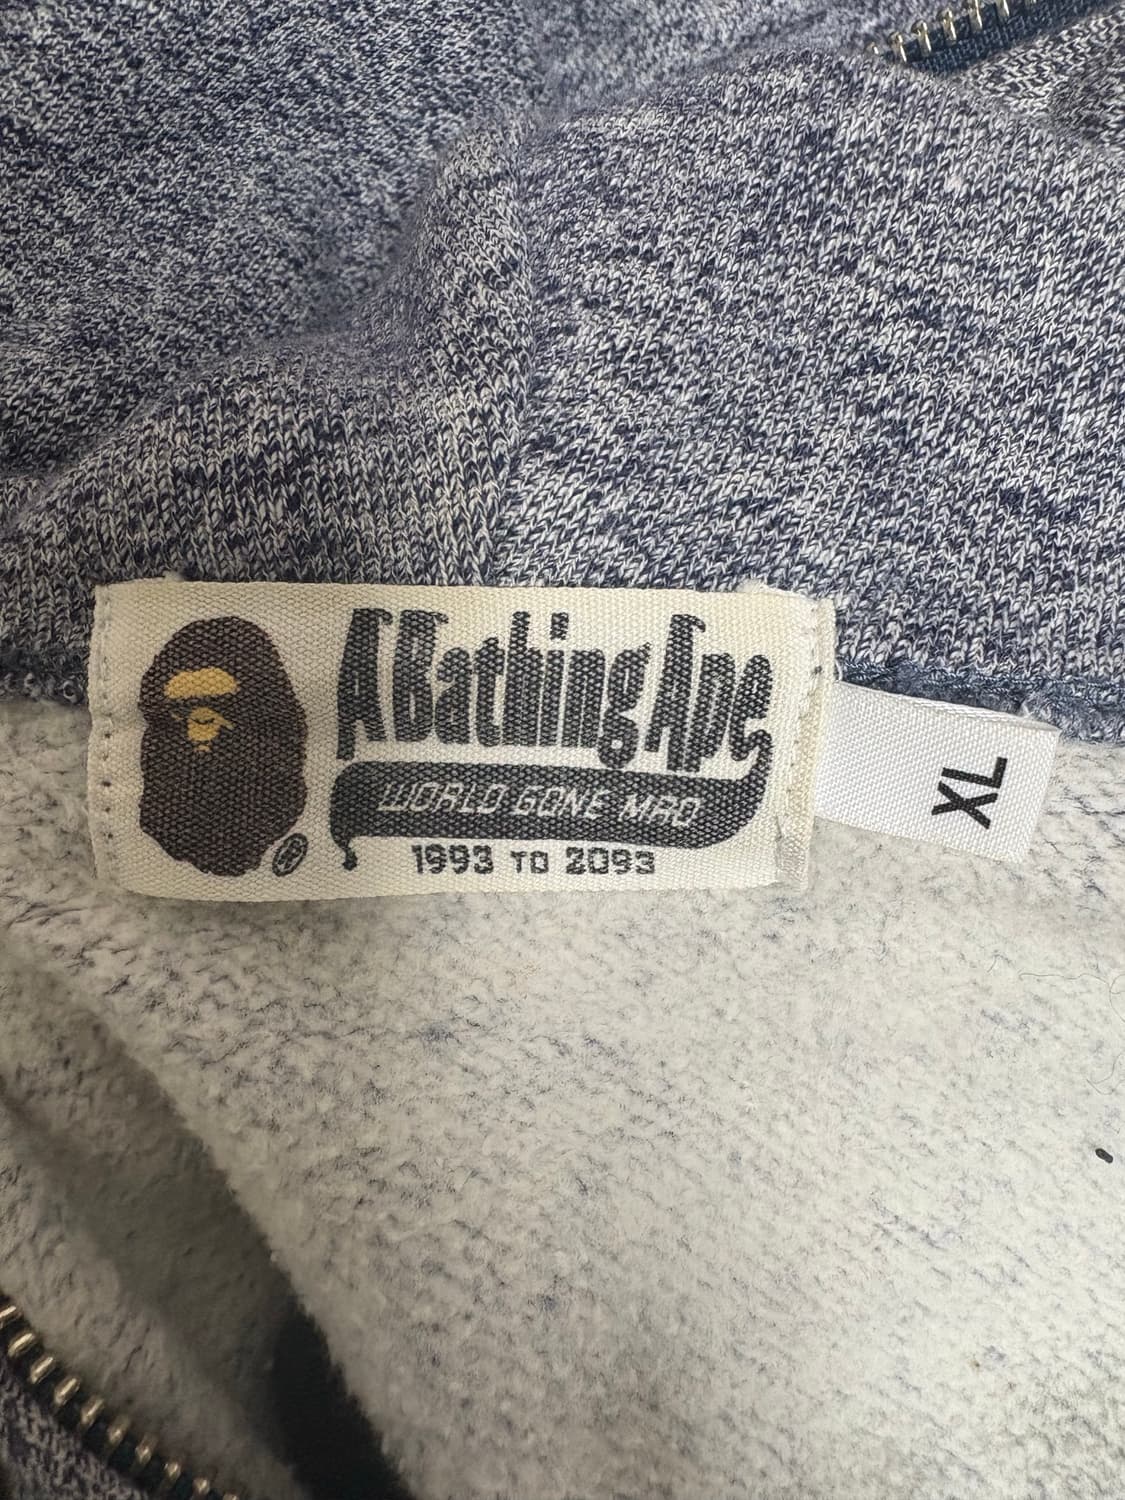 A Bathing Ape
WORLD GONE MAD
1993 TO 2093
®
XL